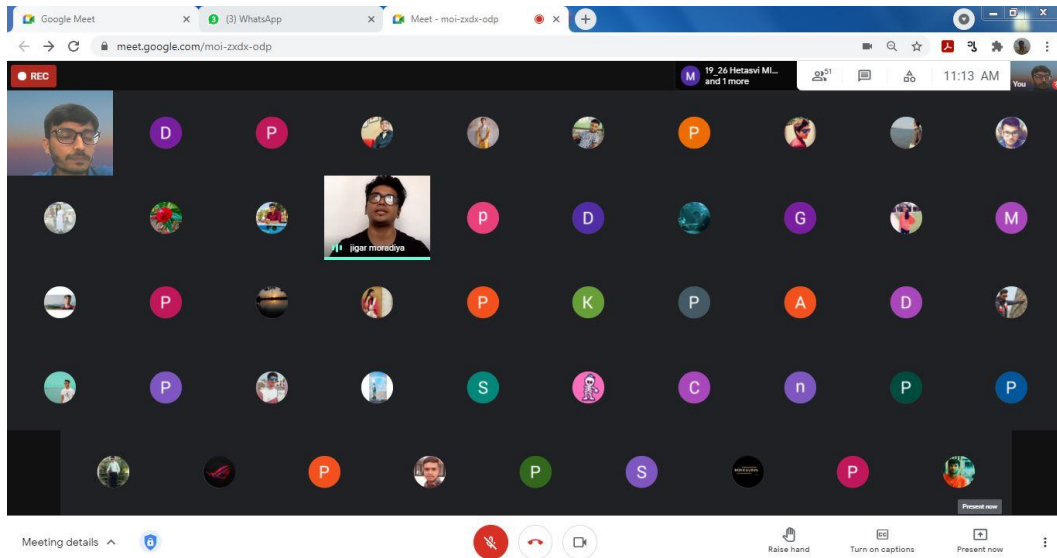 Google Meet
(3) WhatsApp
Meet - moi-zxdx-odp
meet.google.com/moi-zxdx-odp
REC
M
19_26 Hetasvi Mi...
and 1 more
51
11:13 AM
You
D
P
P
jigar moradiya
p
D
G
M
P
P
K
P
A
D
P
S
C
n
P
P
P
P
S
P
Present now
Meeting details
Raise hand
Turn on captions
Present now